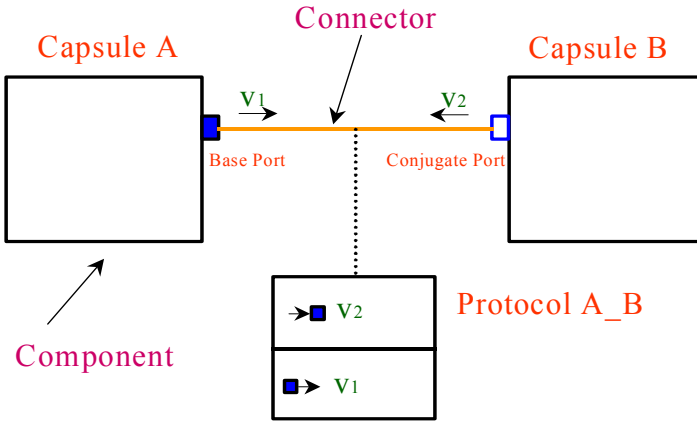 Connector
Capsule A
Capsule B
v1
v2
Base Port
Conjugate Port
v2
Protocol A_B
Component
v1